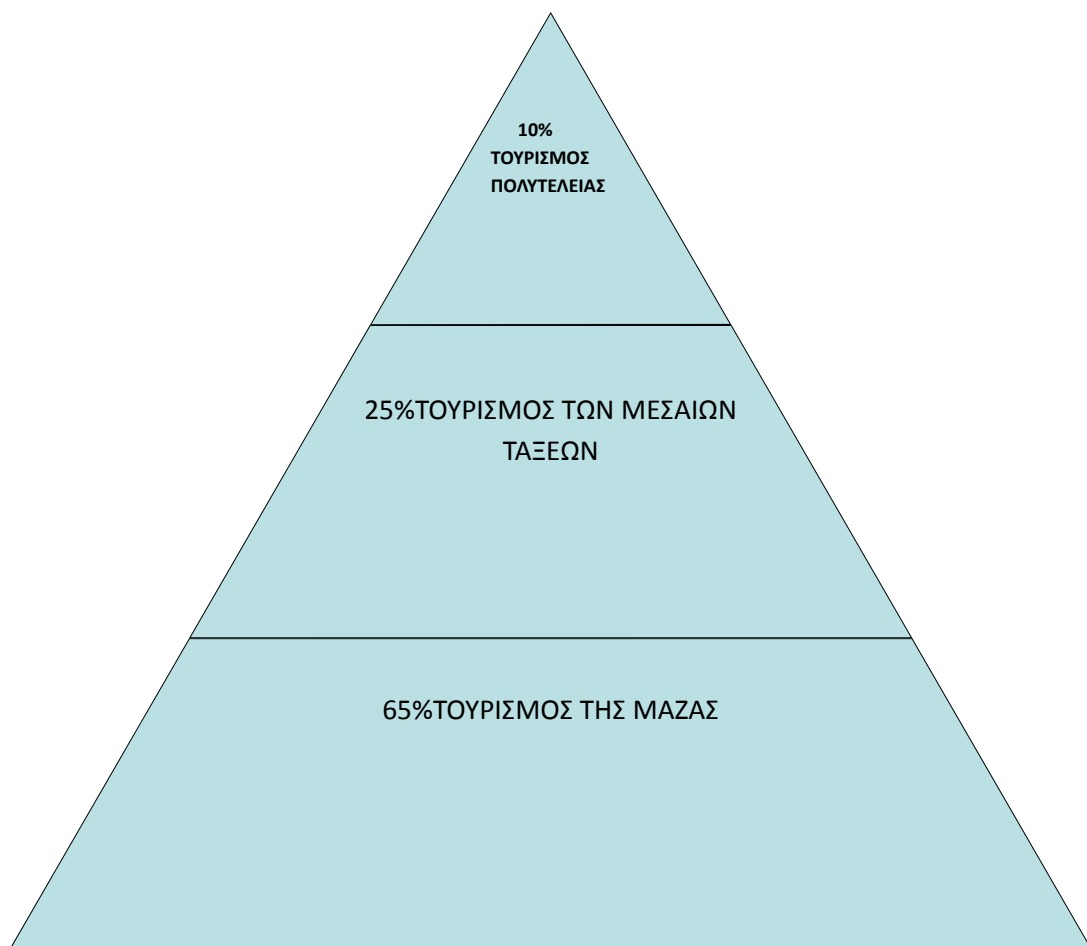 10%
ΤΟΥΡΙΣΜΟΣ
ΠΟΛΥΤΕΛΕΙΑΣ
25%ΤΟΥΡΙΣΜΟΣ ΤΩΝ ΜΕΣΑΙΩΝ
ΤΑΞΕΩΝ
65%ΤΟΥΡΙΣΜΟΣ ΤΗΣ ΜΑΖΑΣ